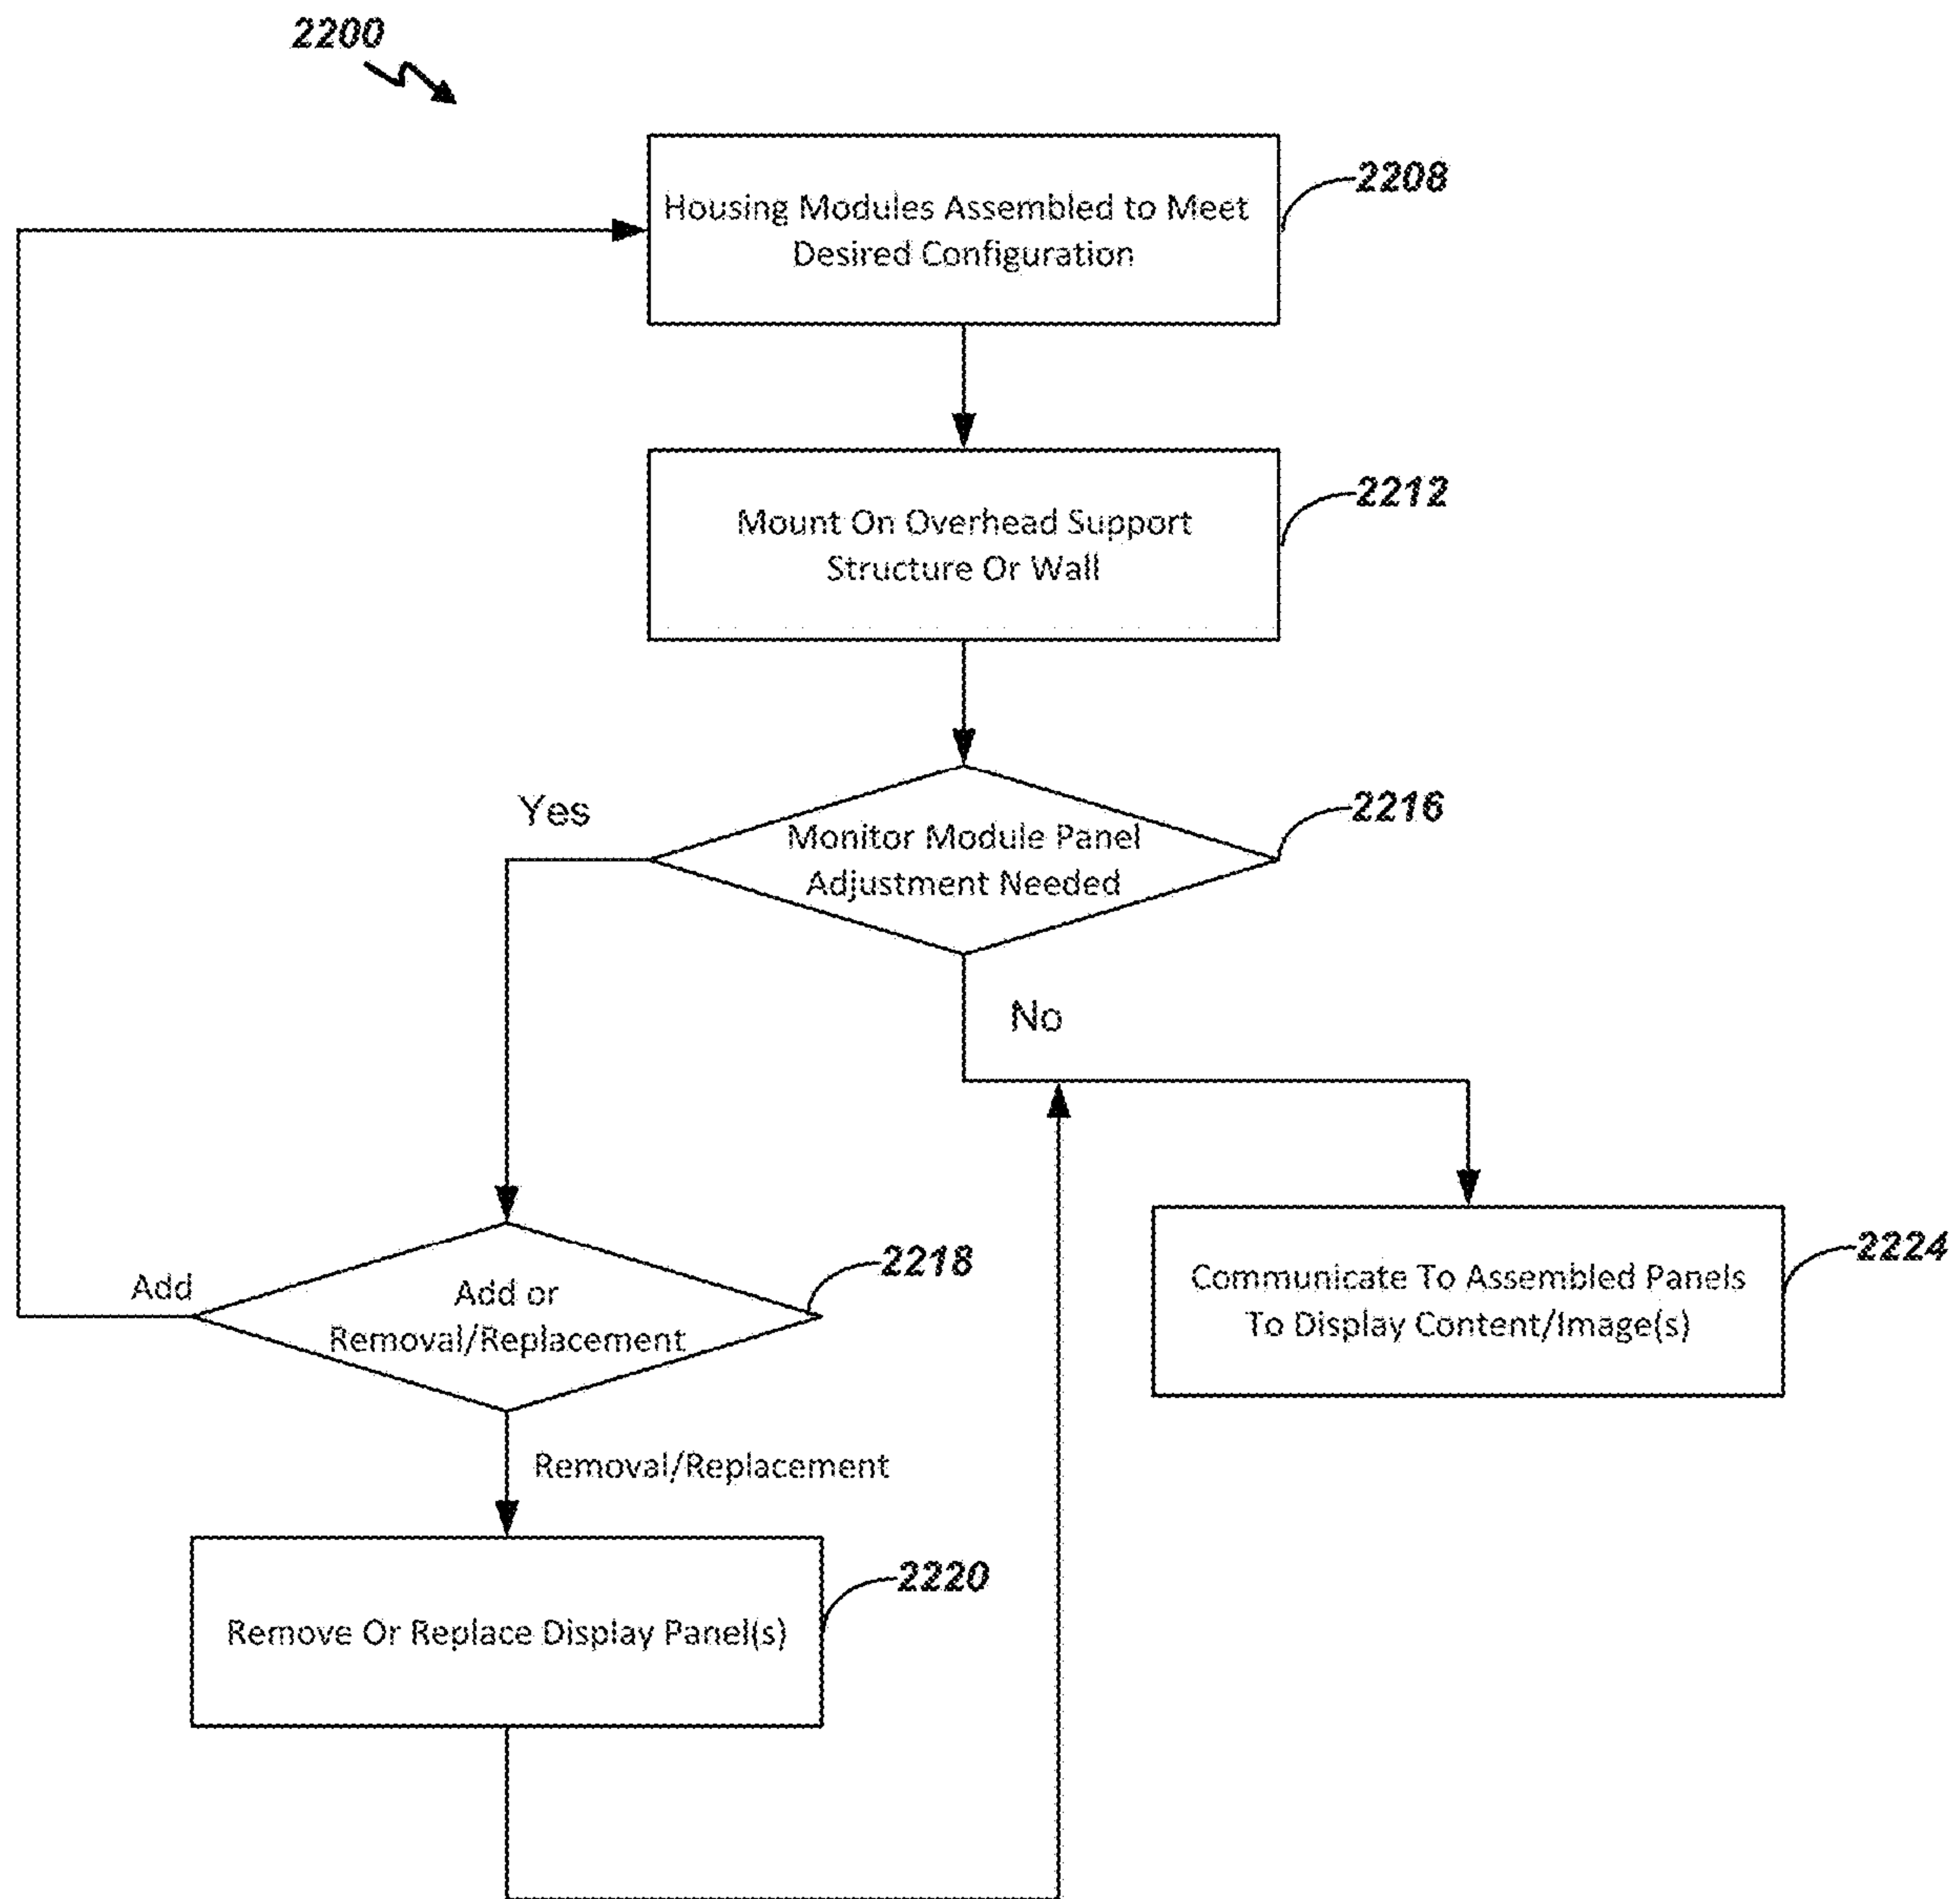 2200
Housing Modules Assembled to Meet
Desired Configuration
2208
Mount On Overhead Support
Structure Or Wall
2212
Yes
Monitor Module Panel
Adjustment Needed
2216
No
Add
Add or
Removal/Replacement
2218
Communicate To Assembled Panels
To Display Content/Image(s)
2224
Removal/Replacement
Remove Or Replace Display Panel(s)
2220